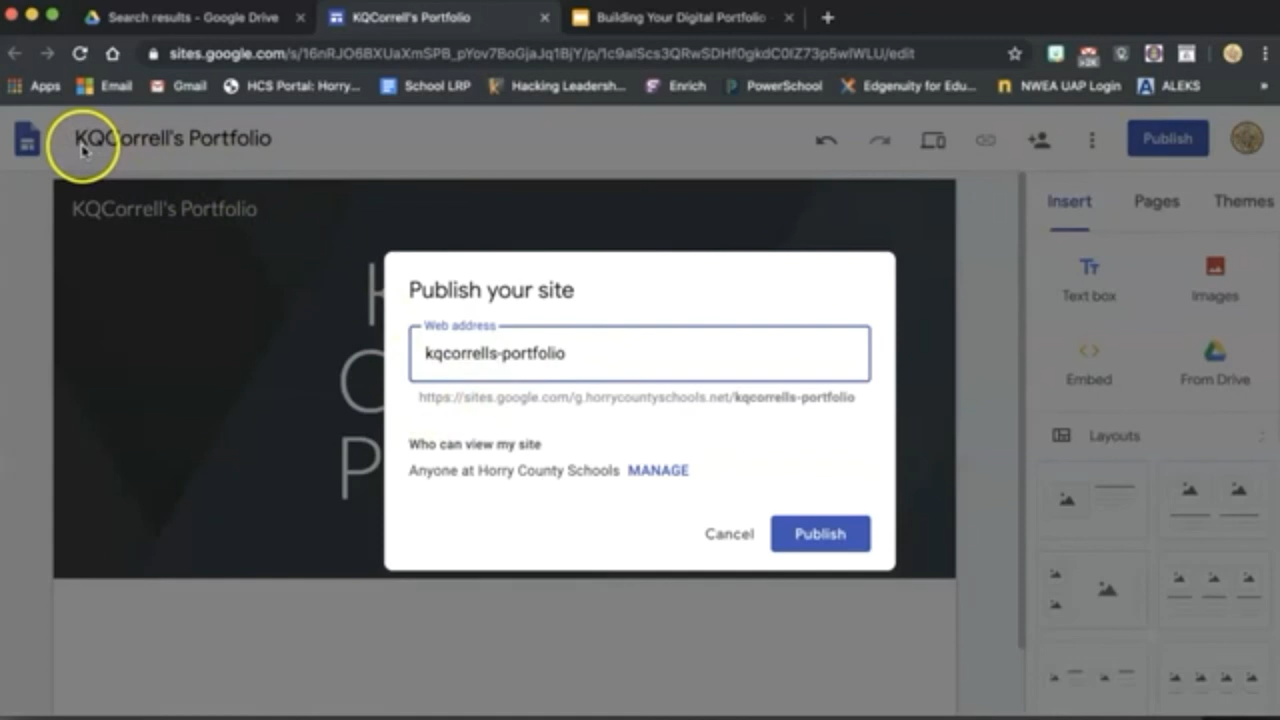 Search results - Google Drive
KQCorrell's Portfolio
Building Your Digital Portfolio
sites.google.com/s/16nRJO6BXUaXmSPB_pYov7BoGjaJq1BjY/p/1c9alScs3QRwSDHf0gkdC0IZ73p5wlWLU/edit
Apps
Email
Gmail
HCS Portal: Horry...
School LRP
Hacking Leadersh...
Enrich
PowerSchool
Edgenuity for Edu...
NWEA UAP Login
ALEKS
»
KQCorrell's Portfolio
Publish
KQCorrell's Portfolio
Insert
Pages
Themes
Text box
Images
Embed
From Drive
Layouts
Publish your site
Web address
kqcorrells-portfolio
https://sites.google.com/g.horrycountyschools.net/kqcorrells-portfolio
Who can view my site
Anyone at Horry County Schools MANAGE
Cancel
Publish